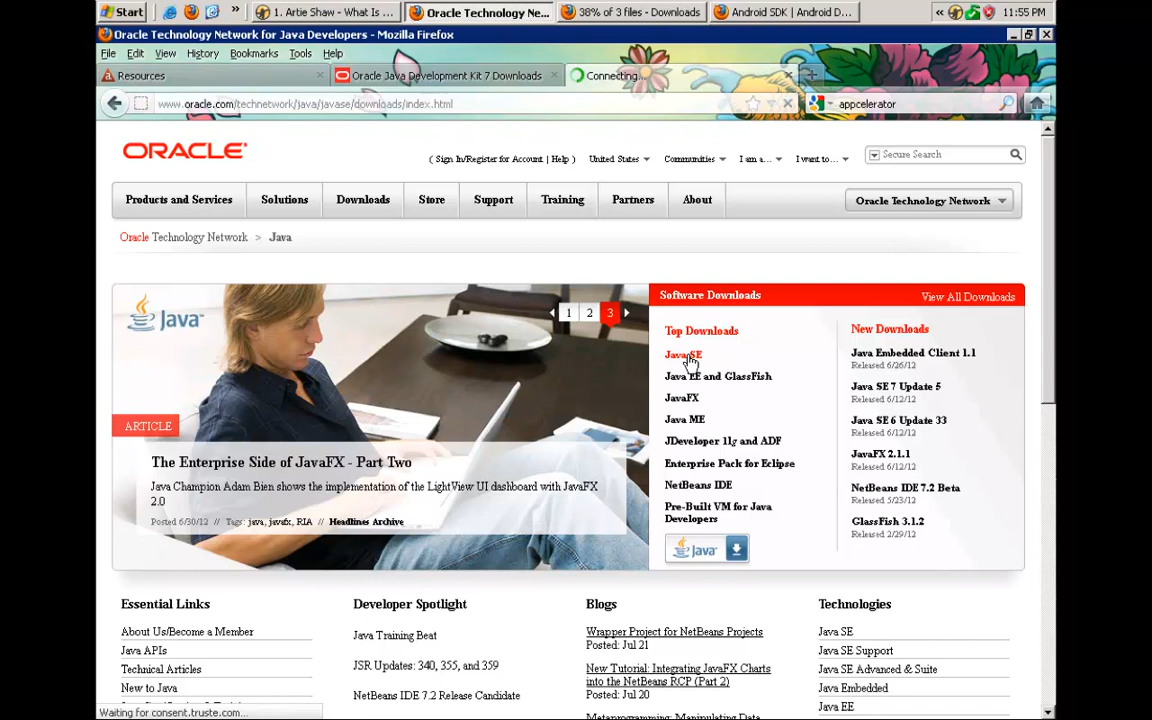 Start
»
1. Artie Shaw - What Is ...
Oracle Technology Ne...
38% of 3 files - Downloads
Android SDK | Android D...
«
11:55 PM
Oracle Technology Network for Java Developers - Mozilla Firefox
File Edit View History Bookmarks Tools Help
Resources
Oracle Java Development Kit 7 Downloads
Connecting...
www.oracle.com/technetwork/java/javase/downloads/index.html
appcelerator
ORACLE
( Sign In/Register for Account | Help )
United States
Communities
I am a...
I want to...
Secure Search
Products and Services
Solutions
Downloads
Store
Support
Training
Partners
About
Oracle Technology Network
Oracle Technology Network > Java
Java
1 2 3
ARTICLE
The Enterprise Side of JavaFX - Part Two
Java Champion Adam Bien shows the implementation of the LightView UI dashboard with JavaFX
2.0
Posted 6/30/12 // Tags: java, javafx, RIA // Headlines Archive
Software Downloads
View All Downloads
Top Downloads
Java SE
Java EE and GlassFish
JavaFX
Java ME
JDeveloper 11g and ADF
Enterprise Pack for Eclipse
NetBeans IDE
Pre-Built VM for Java
Developers
Java
New Downloads
Java Embedded Client 1.1
Released 6/26/12
Java SE 7 Update 5
Released 6/12/12
Java SE 6 Update 33
Released 6/12/12
JavaFX 2.1.1
Released 6/12/12
NetBeans IDE 7.2 Beta
Released 5/23/12
GlassFish 3.1.2
Released 2/29/12
Essential Links
About Us/Become a Member
Java APIs
Technical Articles
New to Java
Developer Spotlight
Java Training Beat
JSR Updates: 340, 355, and 359
NetBeans IDE 7.2 Release Candidate
Blogs
Wrapper Project for NetBeans Projects
Posted: Jul 21
New Tutorial: Integrating JavaFX Charts
into the NetBeans RCP (Part 2)
Posted: Jul 20
Metaprogramming: Manipulating Data
Technologies
Java SE
Java SE Support
Java SE Advanced & Suite
Java Embedded
Java EE
Waiting for consent.truste.com...